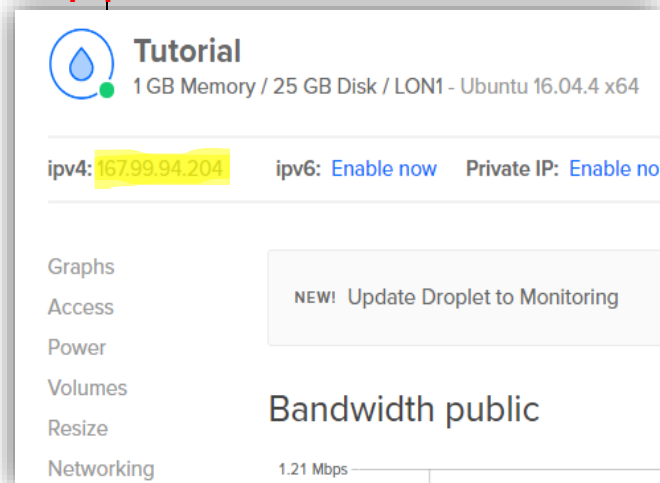 Tutorial
1 GB Memory / 25 GB Disk / LON1 - Ubuntu 16.04.4 x64
ipv4: 167.99.94.204 ipv6: Enable now Private IP: Enable no
Graphs
Access
Power
Volumes
Resize
Networking
NEW! Update Droplet to Monitoring
Bandwidth public
1.21 Mbps